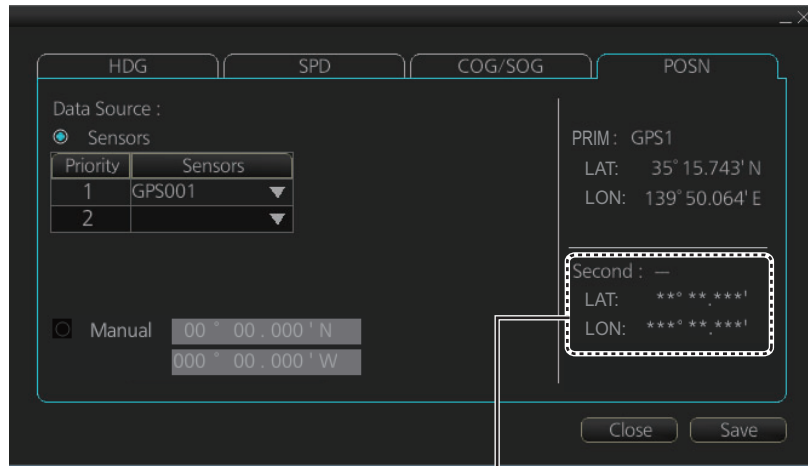 HDG SPD COG/SOG POSN
Data Source :
Sensors
Priority Sensors
1 GPS001
2
Manual 00 ° 00 . 000 ' N
000 ° 00 . 000 ' W
PRIM : GPS1
LAT: 35° 15.743' N
LON: 139° 50.064' E
Second : —
LAT: **° **.***'
LON: ***° **.***'
Close Save